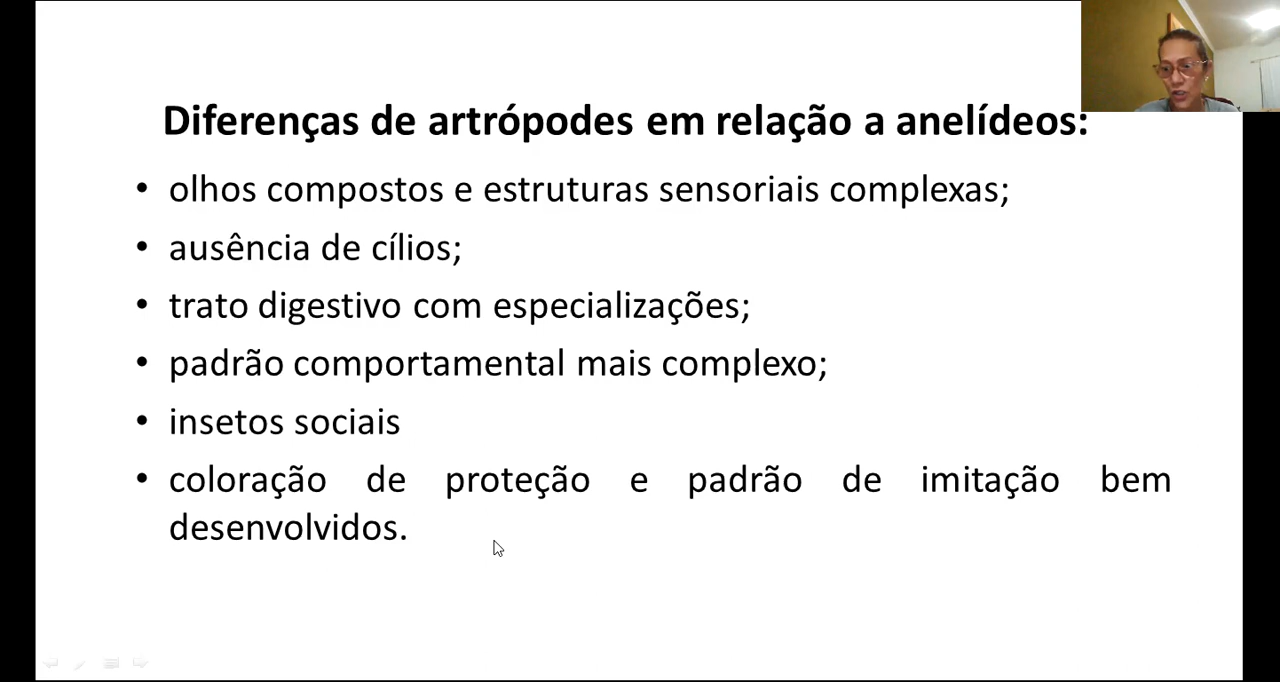 Diferenças de artrópodes em relação a anelídeos:
• olhos compostos e estruturas sensoriais complexas;
• ausência de cílios;
• trato digestivo com especializações;
• padrão comportamental mais complexo;
• insetos sociais
• coloração de proteção e padrão de imitação bem
desenvolvidos.